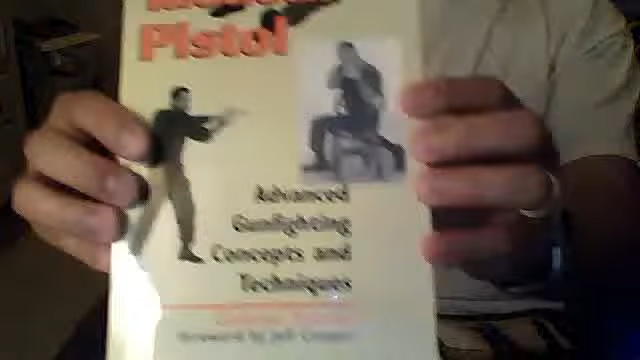 Pistol
Advanced
Gunfighting
Concepts and
Techniques
Foreword by Jeff Cooper